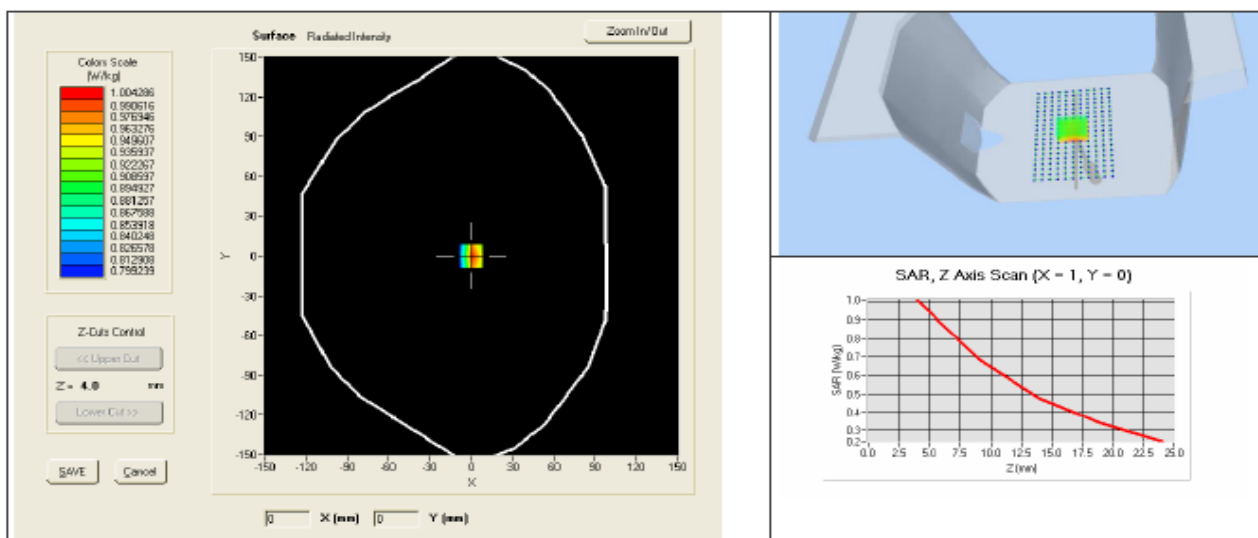 Surface Radiated Intensity
Zoom In/Out
Colors Scale
(W/kg)
1.004286
0.990616
0.976946
0.963276
0.949607
0.935937
0.922267
0.908597
0.894927
0.881257
0.867588
0.853918
0.840248
0.826578
0.812908
0.799239
Z-Cuts Control
<< Upper Cut
Z = 4.0 mm
Lower Cut >>
SAVE Cancel
150
120
90
60
30
0
-30
-60
-90
-120
-150
Y
-150 -120 -90 -60 -30 0 30 60 90 120 150
X
0 X (mm) 0 Y (mm)
SAR, Z Axis Scan (X = 1, Y = 0)
1.0
0.9
0.8
0.7
0.6
0.5
0.4
0.3
0.2
SAR (W/kg)
0.0 2.5 5.0 7.5 10.0 12.5 15.0 17.5 20.0 22.5 25.0
Z (mm)